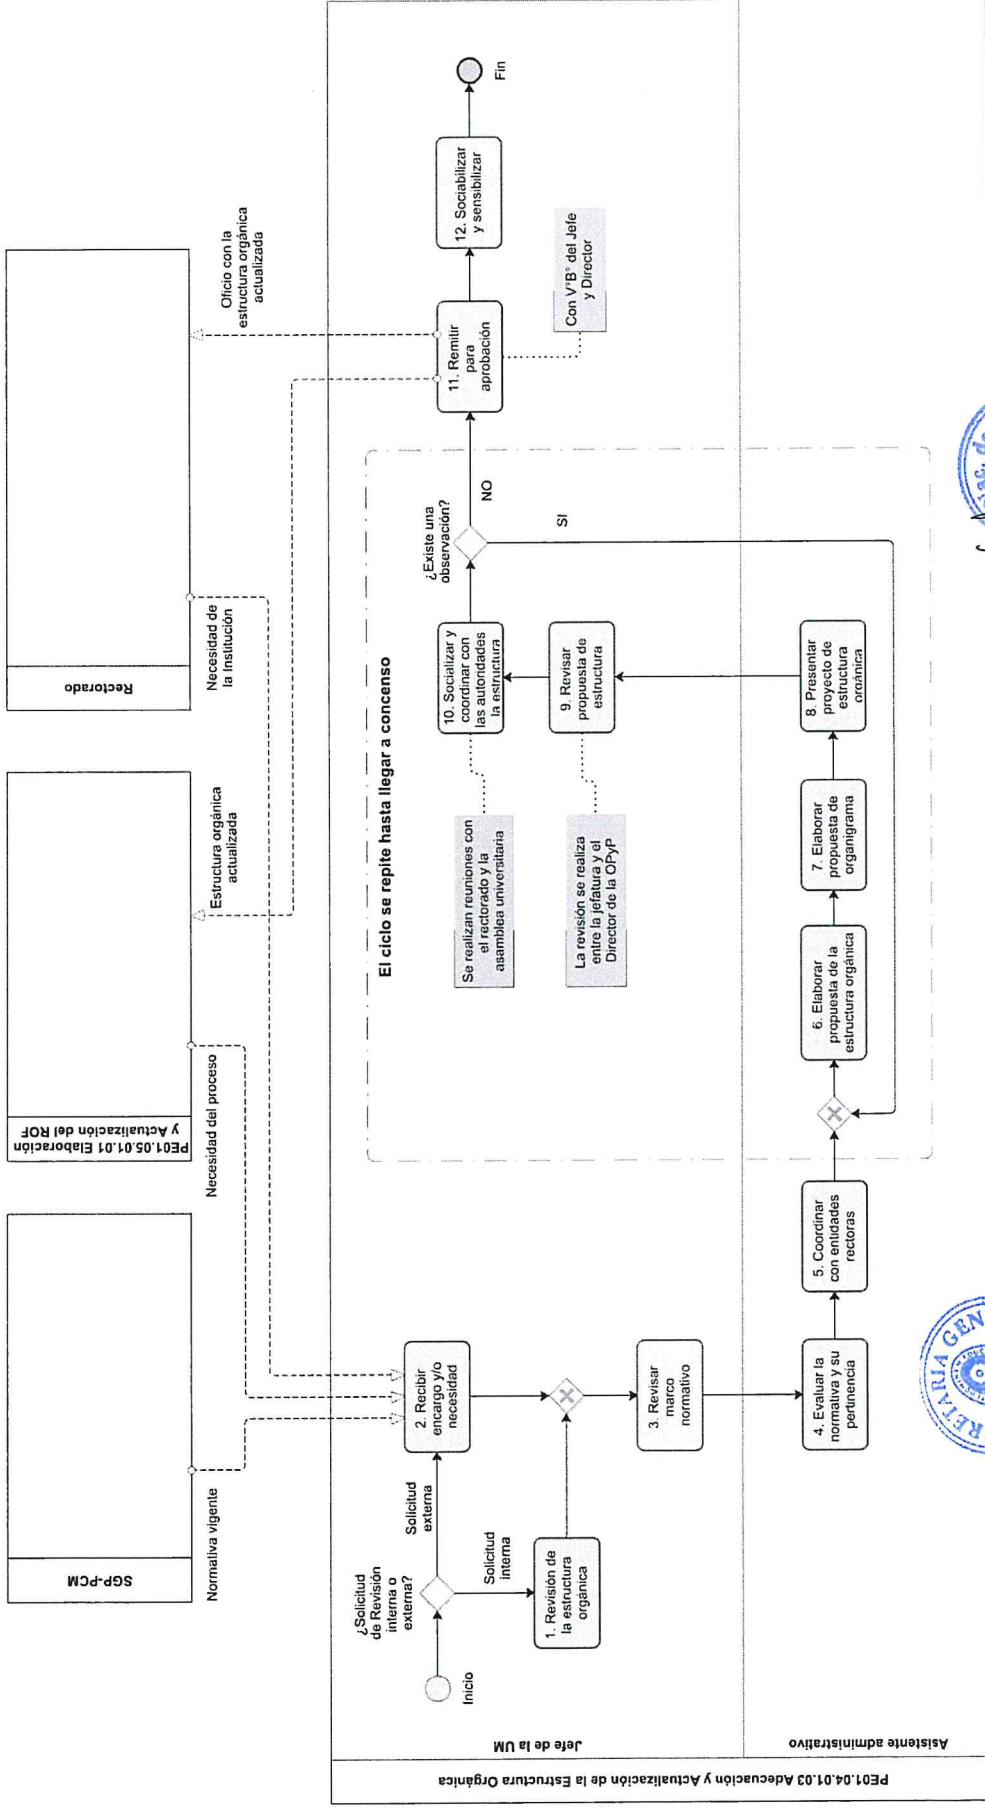 SGP-PCM
Normativa vigente
PE01.05.01.01 Elaboración
y Actualización del ROF
Necesidad del proceso
Estructura orgánica
actualizada
Rectorado
Necesidad de
la Institución
Oficio con la
estructura orgánica
actualizada
PE01.04.01.03 Adecuación y Actualización de la Estructura Orgánica
Jefe de la UM
Inicio
¿Solicitud
de Revisión
interna o
externa?
Solicitud
externa
Solicitud
interna
1. Revisión de
la estructura
orgánica
2. Recibir
encargo y/o
necesidad
3. Revisar
marco
normativo
El ciclo se repite hasta llegar a concenso
Se realizan reuniones con
el rectorado y la
asamblea universitaria
La revisión se realiza
entre la jefatura y el
Director de la OPyP
10. Socializar y
coordinar con
las autoridades
la estructura
9. Revisar
propuesta de
estructura
¿Existe una
observación?
NO
SI
11. Remitir
para
aprobación
Con V°B° del Jefe
y Director
12. Sociabilizar
y sensibilizar
Fin
Asistente administrativo
4. Evaluar la
normativa y su
pertinencia
5. Coordinar
con entidades
rectoras
6. Elaborar
propuesta de la
estructura orgánica
7. Elaborar
propuesta de
organigrama
8. Presentar
proyecto de
estructura
orgánica
RETARIA GEN